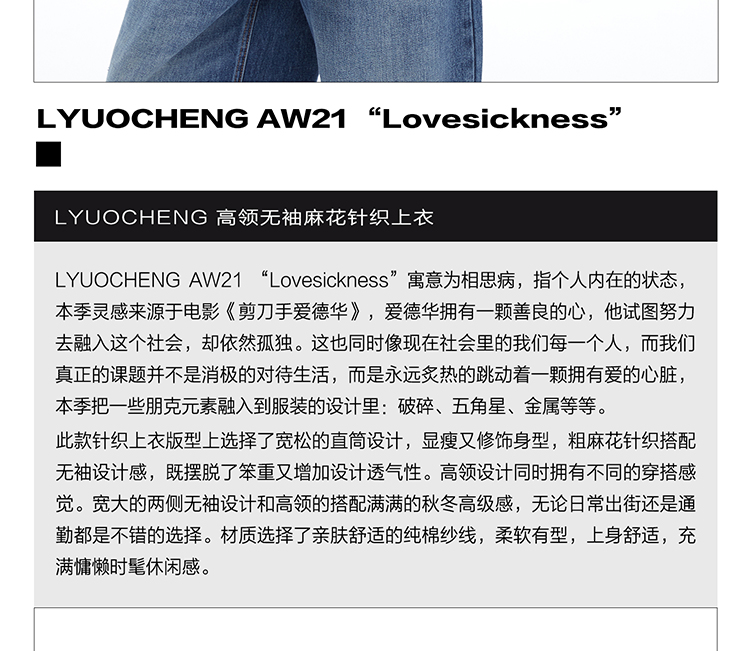 LYUOCHENG AW21 “Lovesickness”
LYUOCHENG 高领无袖麻花针织上衣
LYUOCHENG AW21 “Lovesickness”寓意为相思病，指个人内在的状态，
本季灵感来源于电影《剪刀手爱德华》，爱德华拥有一颗善良的心，他试图努力
去融入这个社会，却依然孤独。这也同时像现在社会里的我们每一个人，而我们
真正的课题并不是消极的对待生活，而是永远炙热的跳动着一颗拥有爱的心脏，
本季把一些朋克元素融入到服装的设计里：破碎、五角星、金属等等。
此款针织上衣版型上选择了宽松的直筒设计，显瘦又修饰身型，粗麻花针织搭配
无袖设计感，既摆脱了笨重又增加设计透气性。高领设计同时拥有不同的穿搭感
觉。宽大的两侧无袖设计和高领的搭配满满的秋冬高级感，无论日常出街还是通
勤都是不错的选择。材质选择了亲肤舒适的纯棉纱线，柔软有型，上身舒适，充
满慵懒时髦休闲感。